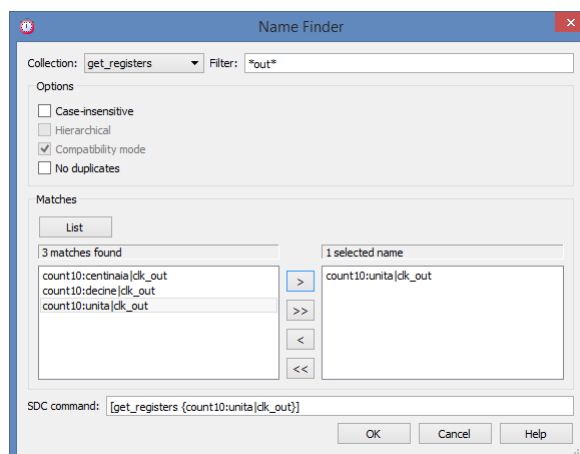 Name Finder
Collection: get_registers Filter: *out*
Options
Case-insensitive
Hierarchical
Compatibility mode
No duplicates
Matches
List
3 matches found 1 selected name
count10:centinaia|clk_out count10:unita|clk_out
count10:decine|clk_out
count10:unita|clk_out
>
>>
<
<<
SDC command: [get_registers {count10:unita|clk_out}]
OK Cancel Help